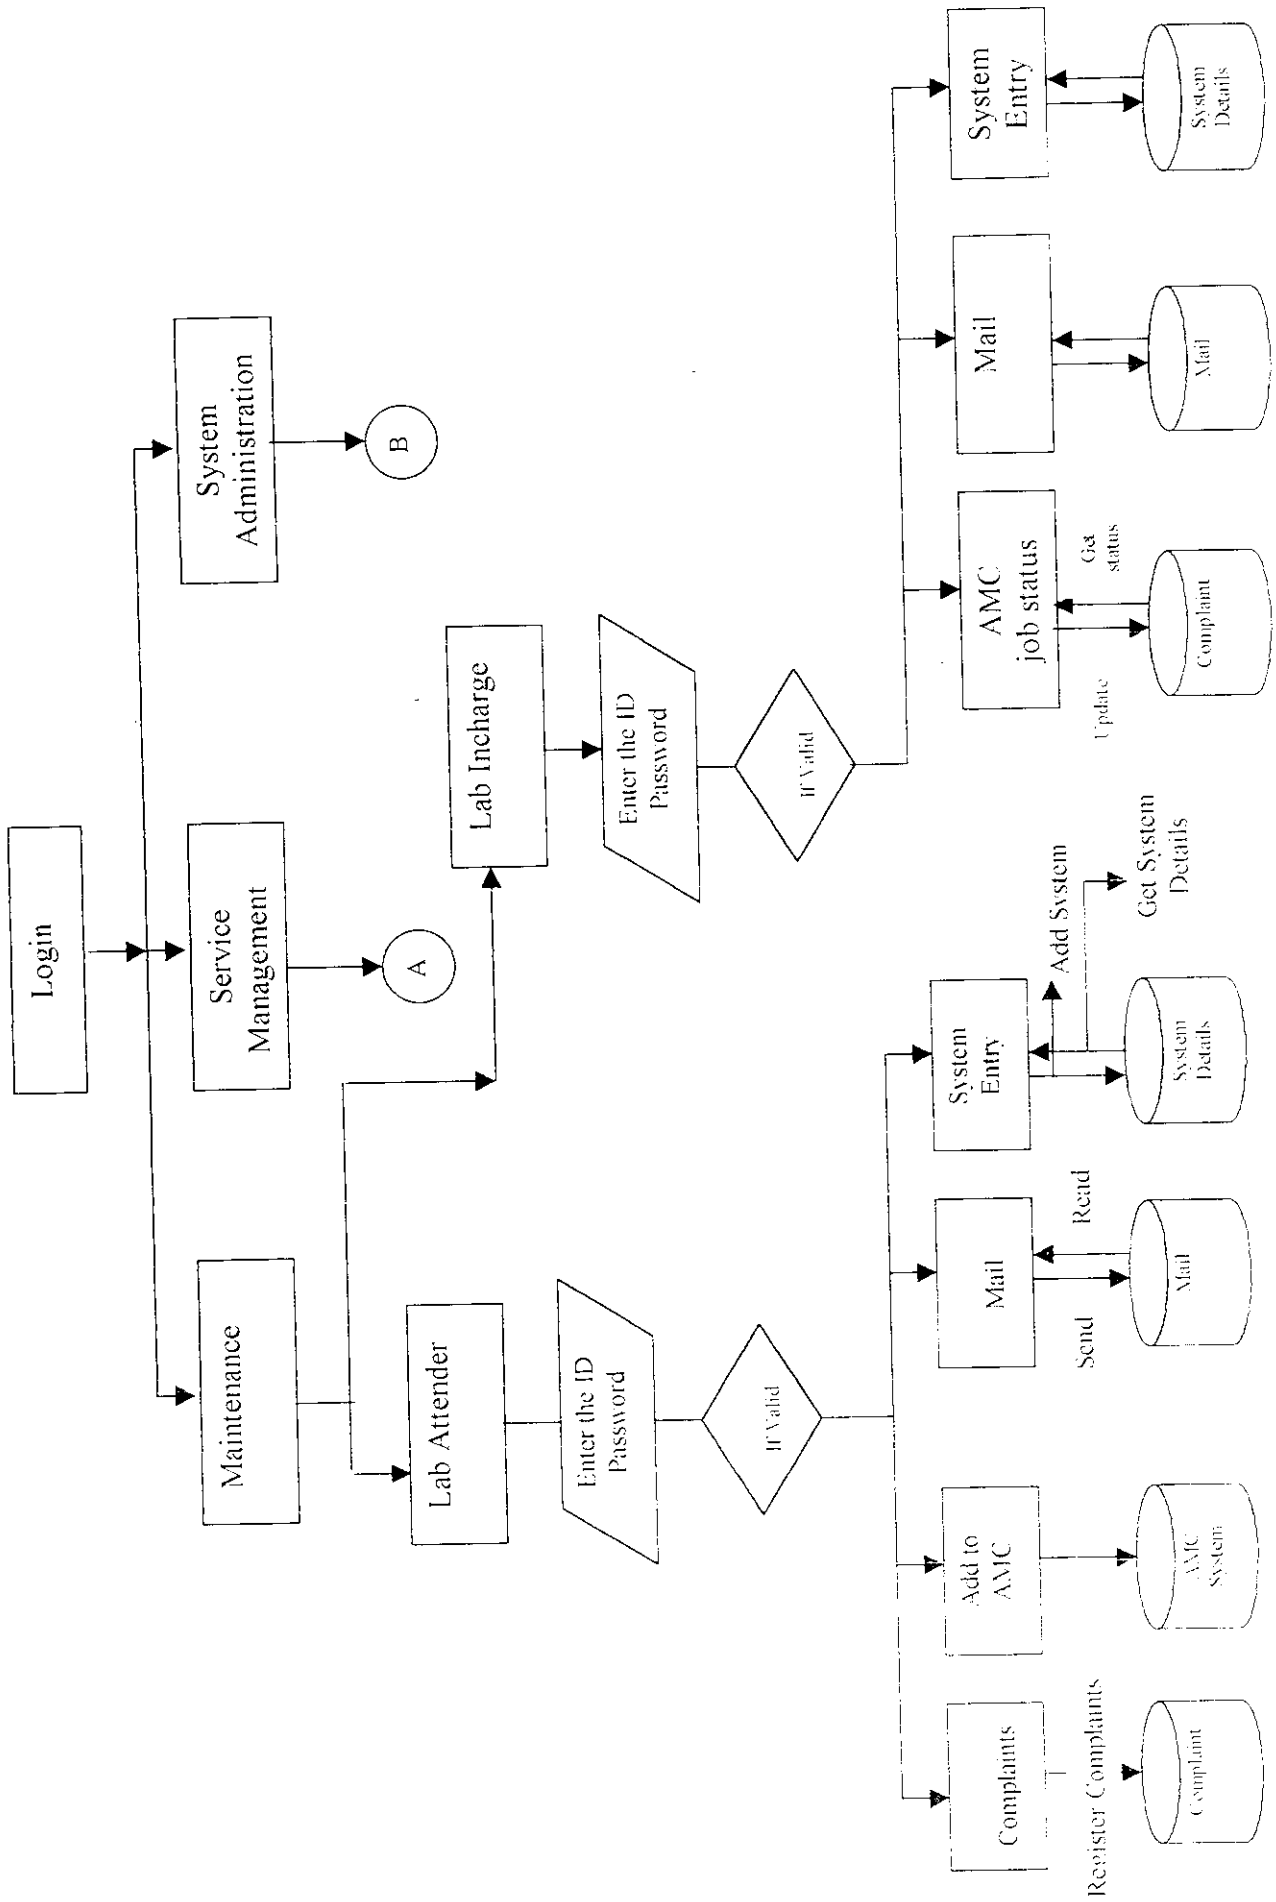 Login
Maintenance
Service
Management
System
Administration
A
B
Lab Attender
Lab Incharge
Enter the ID
Password
Enter the ID
Password
If Valid
If Valid
Complaints
Add to
AMC
Mail
System
Entry
AMC
job status
Mail
System
Entry
Register Complaints
Send
Read
Add System
Get System
Details
Update
Get
status
Complaint
AMC
System
Mail
System
Details
Complaint
Mail
System
Details